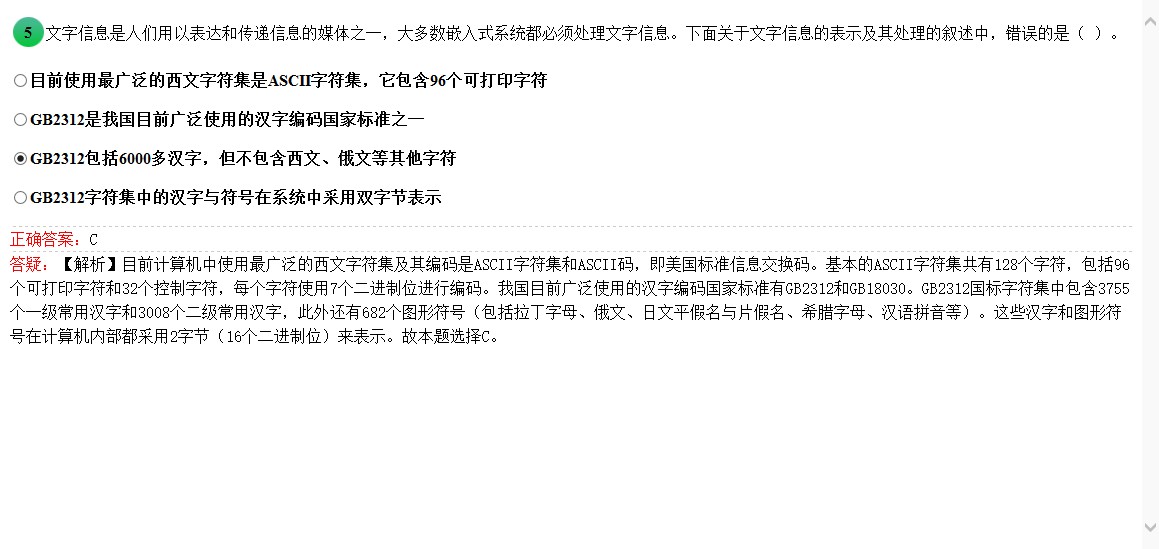 5 文字信息是人们用以表达和传递信息的媒体之一，大多数嵌入式系统都必须处理文字信息。下面关于文字信息的表示及其处理的叙述中，错误的是（ ）。
目前使用最广泛的西文字符集是ASCII字符集，它包含96个可打印字符
GB2312是我国目前广泛使用的汉字编码国家标准之一
GB2312包括6000多汉字，但不包含西文、俄文等其他字符
GB2312字符集中的汉字与符号在系统中采用双字节表示
正确答案：C
答疑：【解析】目前计算机中使用最广泛的西文字符集及其编码是ASCII字符集和ASCII码，即美国标准信息交换码。基本的ASCII字符集共有128个字符，包括96
个可打印字符和32个控制字符，每个字符使用7个二进制位进行编码。我国目前广泛使用的汉字编码国家标准有GB2312和GB18030。GB2312国标字符集中包含3755
个一级常用汉字和3008个二级常用汉字，此外还有682个图形符号（包括拉丁字母、俄文、日文平假名与片假名、希腊字母、汉语拼音等）。这些汉字和图形符
号在计算机内部都采用2字节（16个二进制位）来表示。故本题选择C。